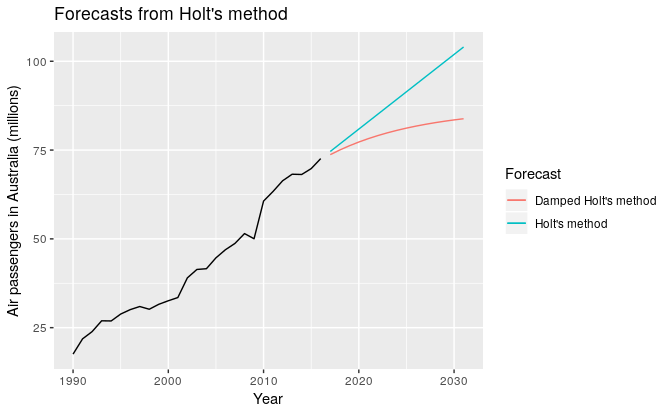 Forecasts from Holt's method
100
75
50
25
Air passengers in Australia (millions)
1990 2000 2010 2020 2030
Year
Forecast
Damped Holt's method
Holt's method